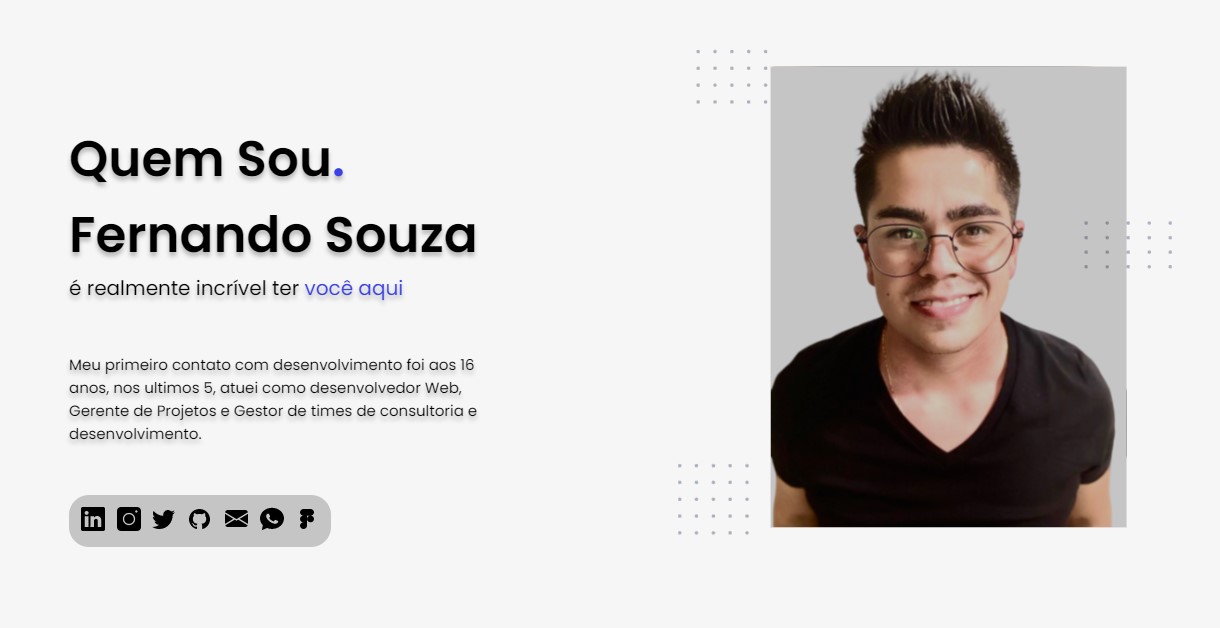 Quem Sou.
Fernando Souza
é realmente incrível ter você aqui
Meu primeiro contato com desenvolvimento foi aos 16
anos, nos ultimos 5, atuei como desenvolvedor Web,
Gerente de Projetos e Gestor de times de consultoria e
desenvolvimento.
in